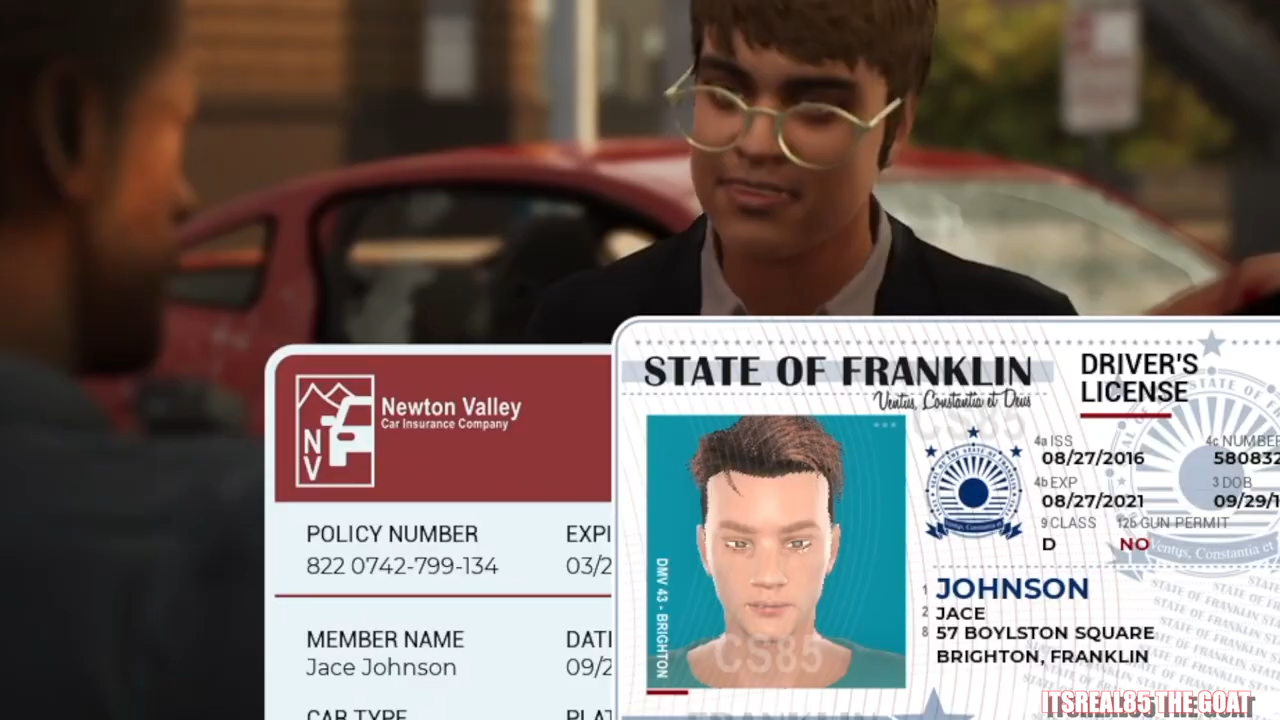 Newton Valley
Car Insurance Company
NV
POLICY NUMBER
822 0742-799-134
EXPI
03/2
MEMBER NAME
Jace Johnson
DATI
09/2
CAR TYPE
PLAT
STATE OF FRANKLIN
Ventus, Constantia et Deus
DRIVER'S
LICENSE
4a ISS
08/27/2016
4c NUMBER
580832
4b EXP
08/27/2021
3 DOB
09/29/1
9 CLASS
D
12b GUN PERMIT
NO
DMV 43 - BRIGHTON
CS85
1 JOHNSON
2 JACE
8 57 BOYLSTON SQUARE
BRIGHTON, FRANKLIN
FRANKLIN
ITSREAL85 THE GOAT